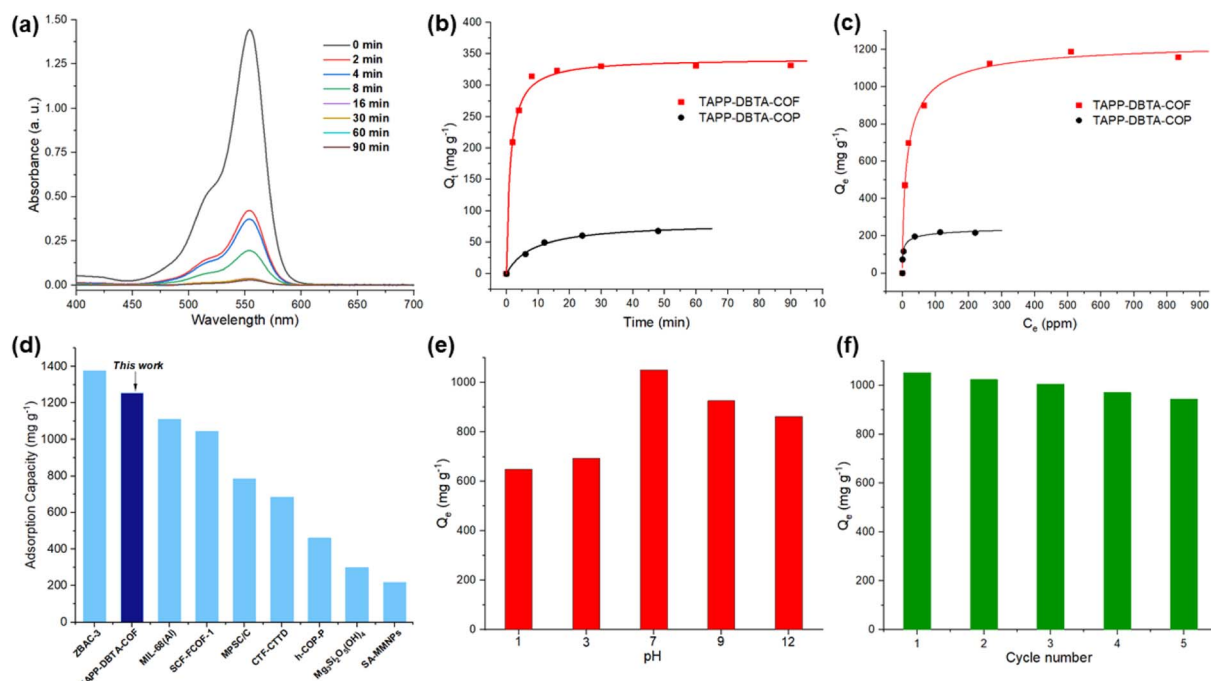 (a)
1.50
1.25
1.00
0.75
0.50
0.25
0.00
400
450
500
550
600
650
700
Absorbance (a. u.)
Wavelength (nm)
0 min
2 min
4 min
8 min
16 min
30 min
60 min
90 min
(b)
400
350
300
250
200
150
100
50
0
0
10
20
30
40
50
60
70
80
90
10
Qt (mg g-1)
Time (min)
TAPP-DBTA-COF
TAPP-DBTA-COP
(c)
1200
1000
800
600
400
200
0
0
100
200
300
400
500
600
700
800
900
Qe (mg g-1)
Ce (ppm)
TAPP-DBTA-COF
TAPP-DBTA-COP
(d)
1400
1200
1000
800
600
400
200
0
Adsorption Capacity (mg g-1)
This work
ZBAC-3
TAPP-DBTA-COF
MIL-68(Al)
SCF-FCOF-1
MPSC/C
CTF-CTTD
h-COP-P
Mg3Si2O5(OH)4
SA-MMNPs
(e)
1000
800
600
400
200
0
Qe (mg g-1)
1
3
7
9
12
pH
(f)
1000
800
600
400
200
0
Qe (mg g-1)
1
2
3
4
5
Cycle number